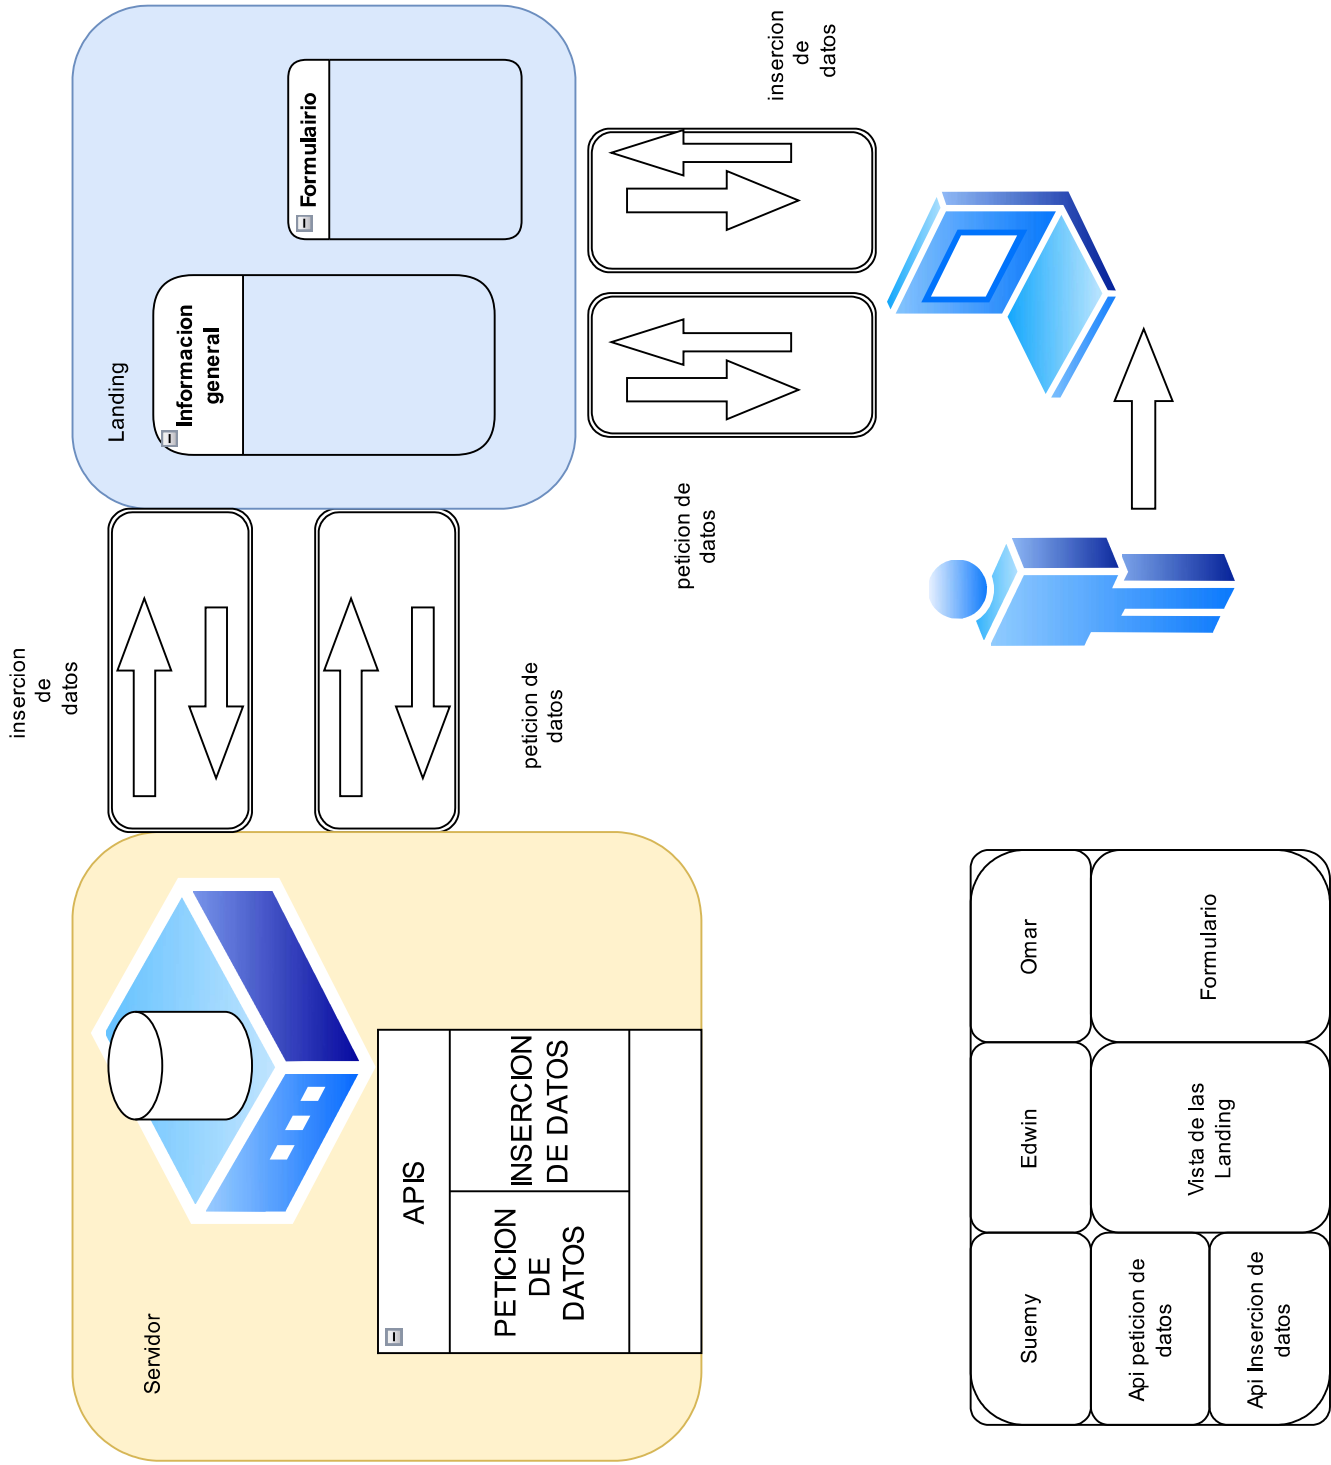 Servidor
APIS
PETICION
DE
DATOS
INSERCION
DE DATOS
insercion
de
datos
peticion de
datos
Landing
Informacion
general
Formulairio
insercion
de
datos
peticion de
datos
Suemy
Edwin
Omar
Api peticion de
datos
Api Insercion de
datos
Vista de las
Landing
Formulario